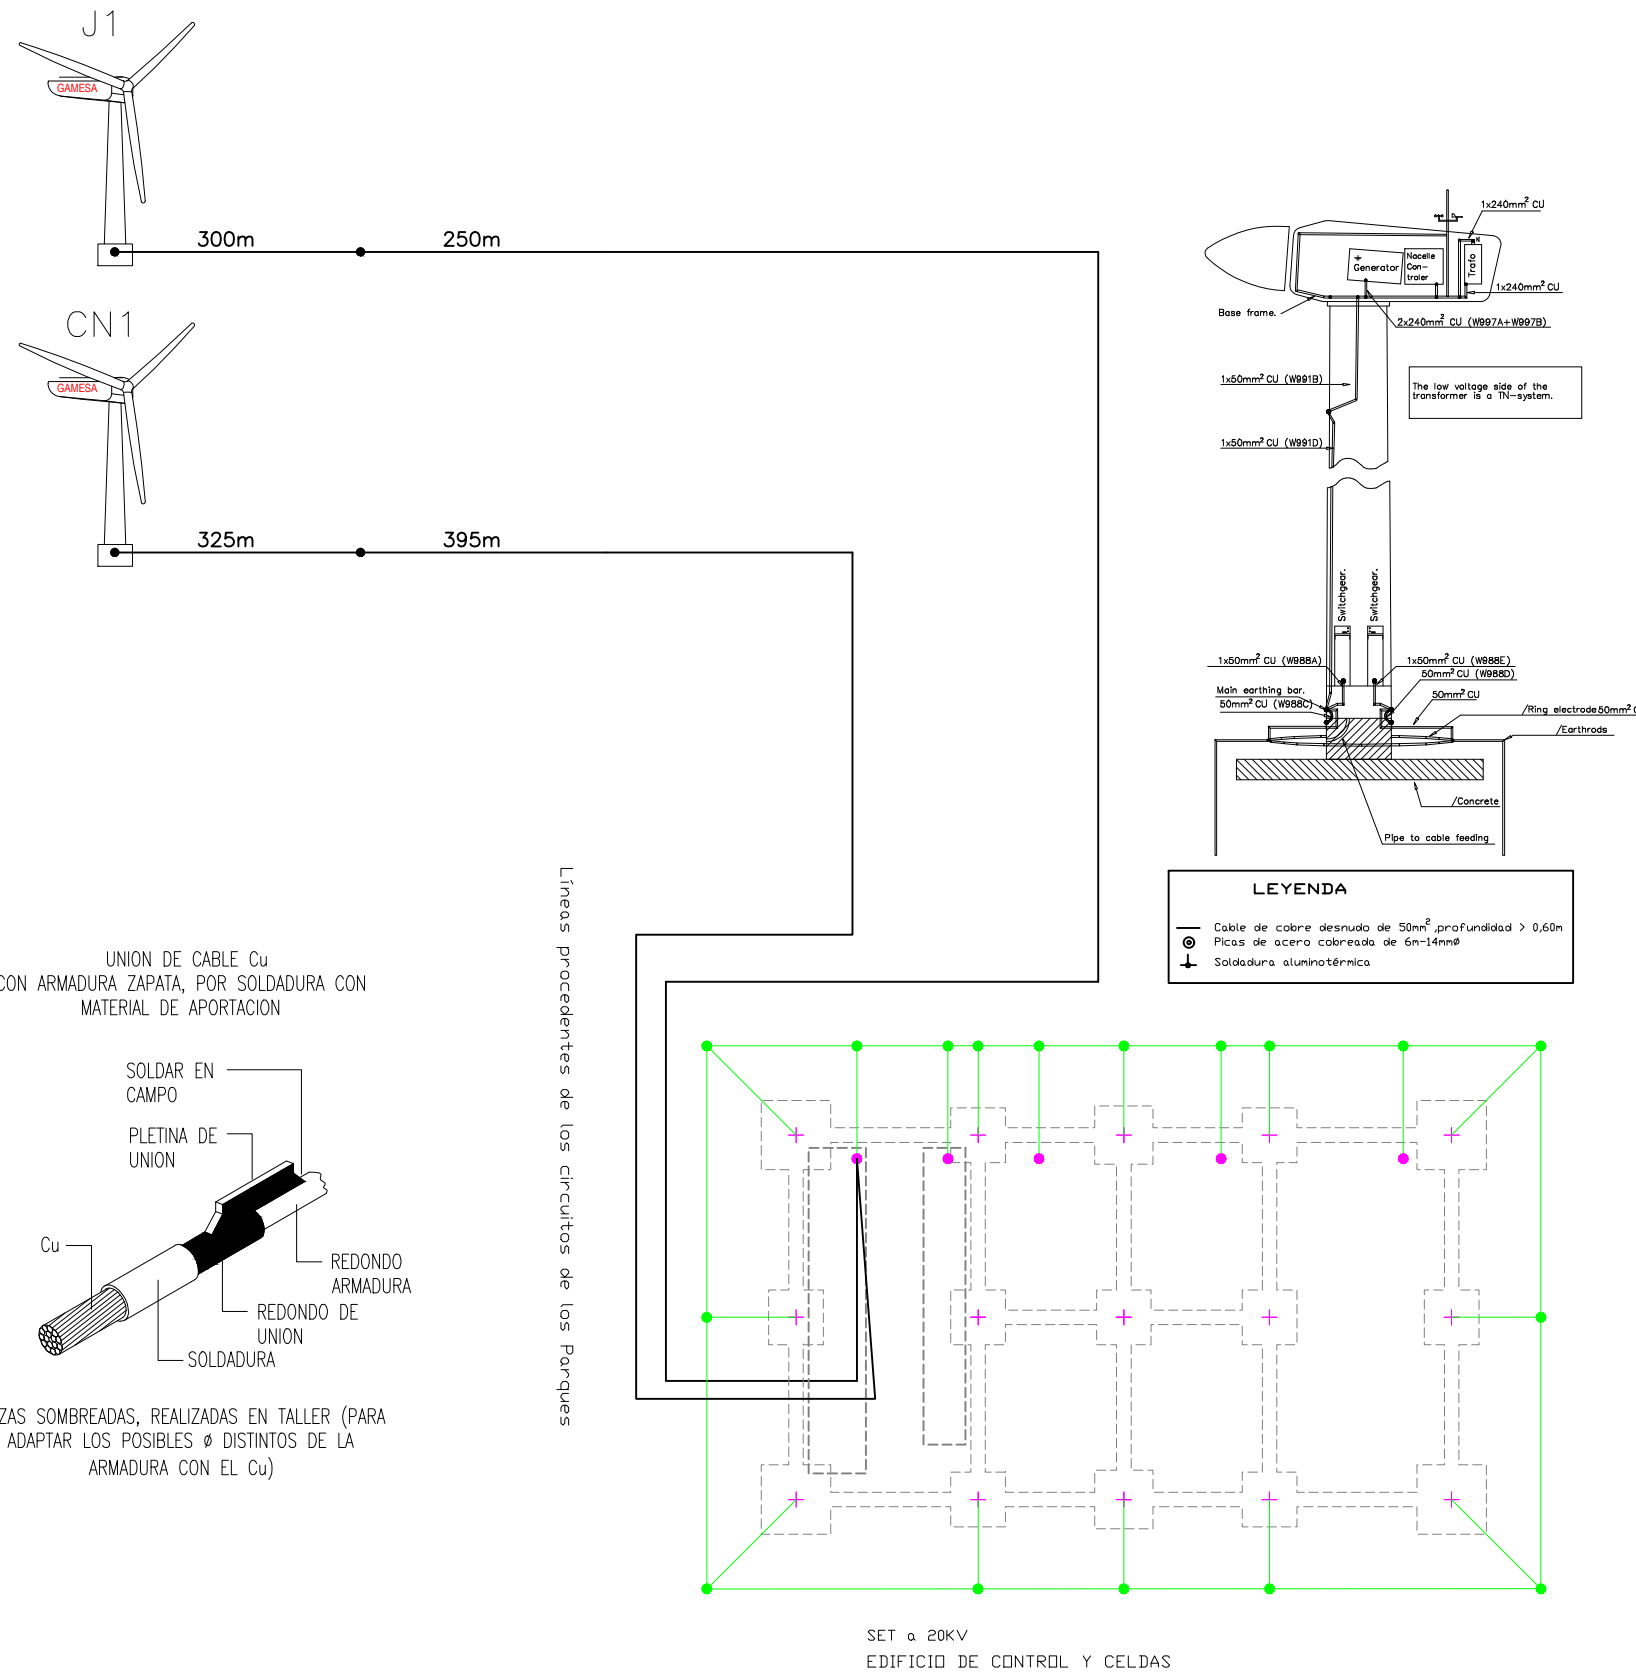 J1
GAMESA
300m
250m
CN1
GAMESA
325m
395m
1x240mm² CU
Generator
Nacelle
Con-
troler
Trafo
N
1x240mm² CU
Base frame.
2x240mm² CU (W997A+W997B)
1x50mm² CU (W991B)
The low voltage side of the
transformer is a TN-system.
1x50mm² CU (W991D)
Switchgear.
Switchgear.
1x50mm² CU (W988A)
1x50mm² CU (W988E)
50mm² CU (W988D)
Main earthing bar.
50mm² CU (W988C)
50mm² CU
/Ring electrode 50mm² C
/Earthrods
/Concrete
Pipe to cable feeding
LEYENDA
Cable de cobre desnudo de 50mm², profundidad > 0,60m
Picas de acero cobreada de 6m-14mmø
Soldadura aluminotérmica
Líneas procedentes de los circuitos de los Parques
UNION DE CABLE Cu
CON ARMADURA ZAPATA, POR SOLDADURA CON
MATERIAL DE APORTACION
SOLDAR EN
CAMPO
PLETINA DE
UNION
Cu
REDONDO
ARMADURA
REDONDO DE
UNION
SOLDADURA
ZAS SOMBREADAS, REALIZADAS EN TALLER (PARA
ADAPTAR LOS POSIBLES ø DISTINTOS DE LA
ARMADURA CON EL Cu)
SET a 20KV
EDIFICIO DE CONTROL Y CELDAS